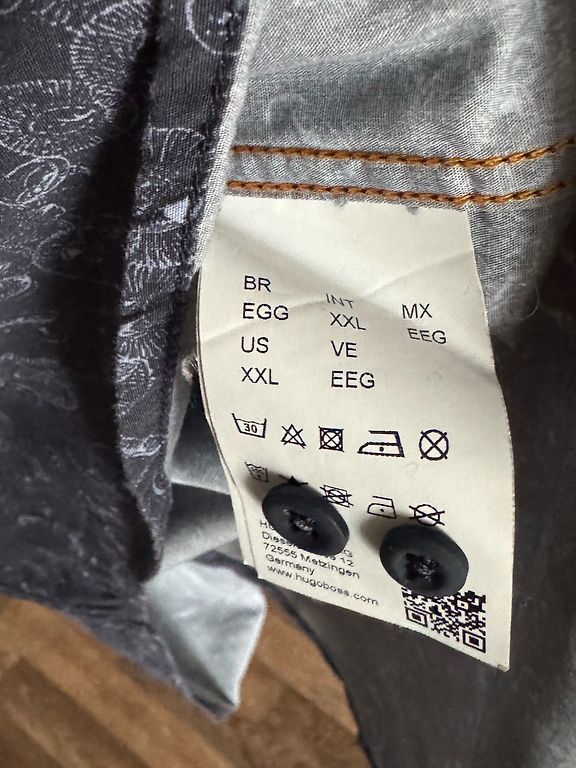 BR INT MX
EGG XXL EEG
US VE
XXL EEG
30
72555 Metzingen
Germany
www.hugoboss.com